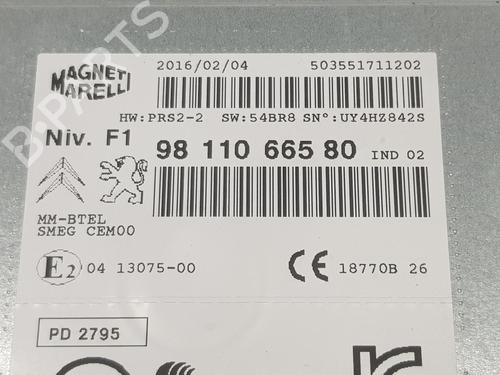 MAGNETI
MARELLI
2016/02/04
503551711202
HW:PRS2-2 SW:54BR8 SN°:UY4HZ842S
Niv. F1
98 110 665 80 IND 02
MM-BTEL
SMEG CEM00
E2 04 13075-00
CE 18770B 26
PD 2795
B-PARTS